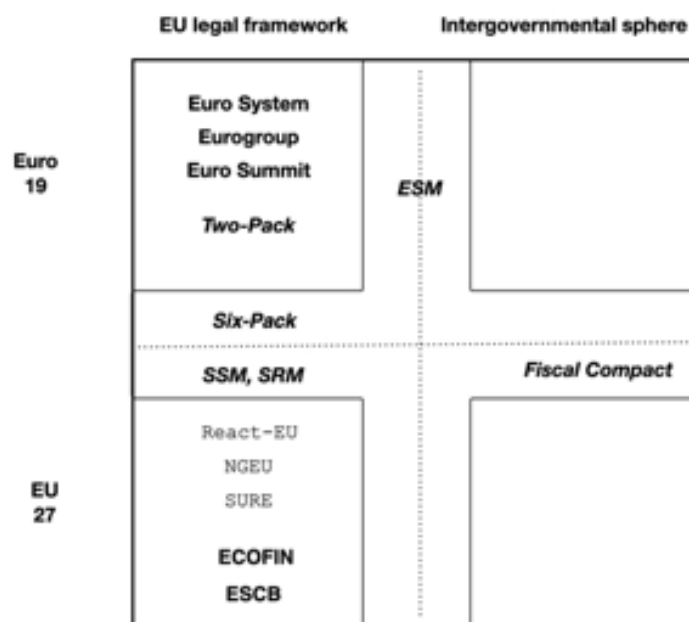 EU legal framework
Intergovernmental sphere
Euro System
Eurogroup
Euro Summit
Euro
19
ESM
Two-Pack
Six-Pack
SSM, SRM
Fiscal Compact
React-EU
NGEU
SURE
EU
27
ECOFIN
ESCB